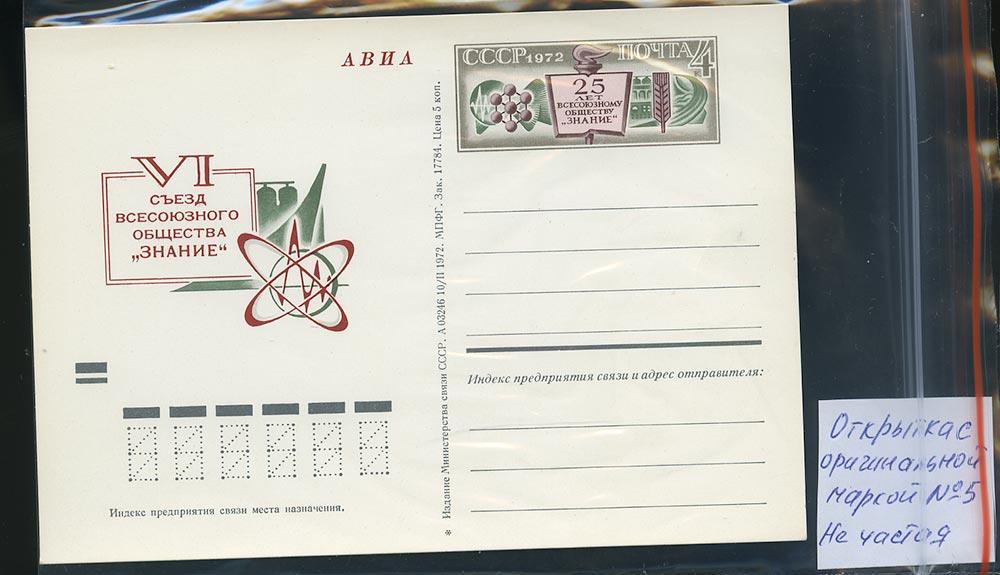 АВИА
СССР 1972 ПОЧТА 4
к
25
ЛЕТ
ВСЕСОЮЗНОМУ
ОБЩЕСТВУ
„ЗНАНИЕ“
VI
СЪЕЗД
ВСЕСОЮЗНОГО
ОБЩЕСТВА
„ЗНАНИЕ“
* Издание Министерства связи СССР. А 03246 10/II 1972. МПФГ. Зак. 17784. Цена 5 коп.
Индекс предприятия связи и адрес отправителя:
Индекс предприятия связи места назначения.
Открытка с
оригинальной
маркой №5
Не частая